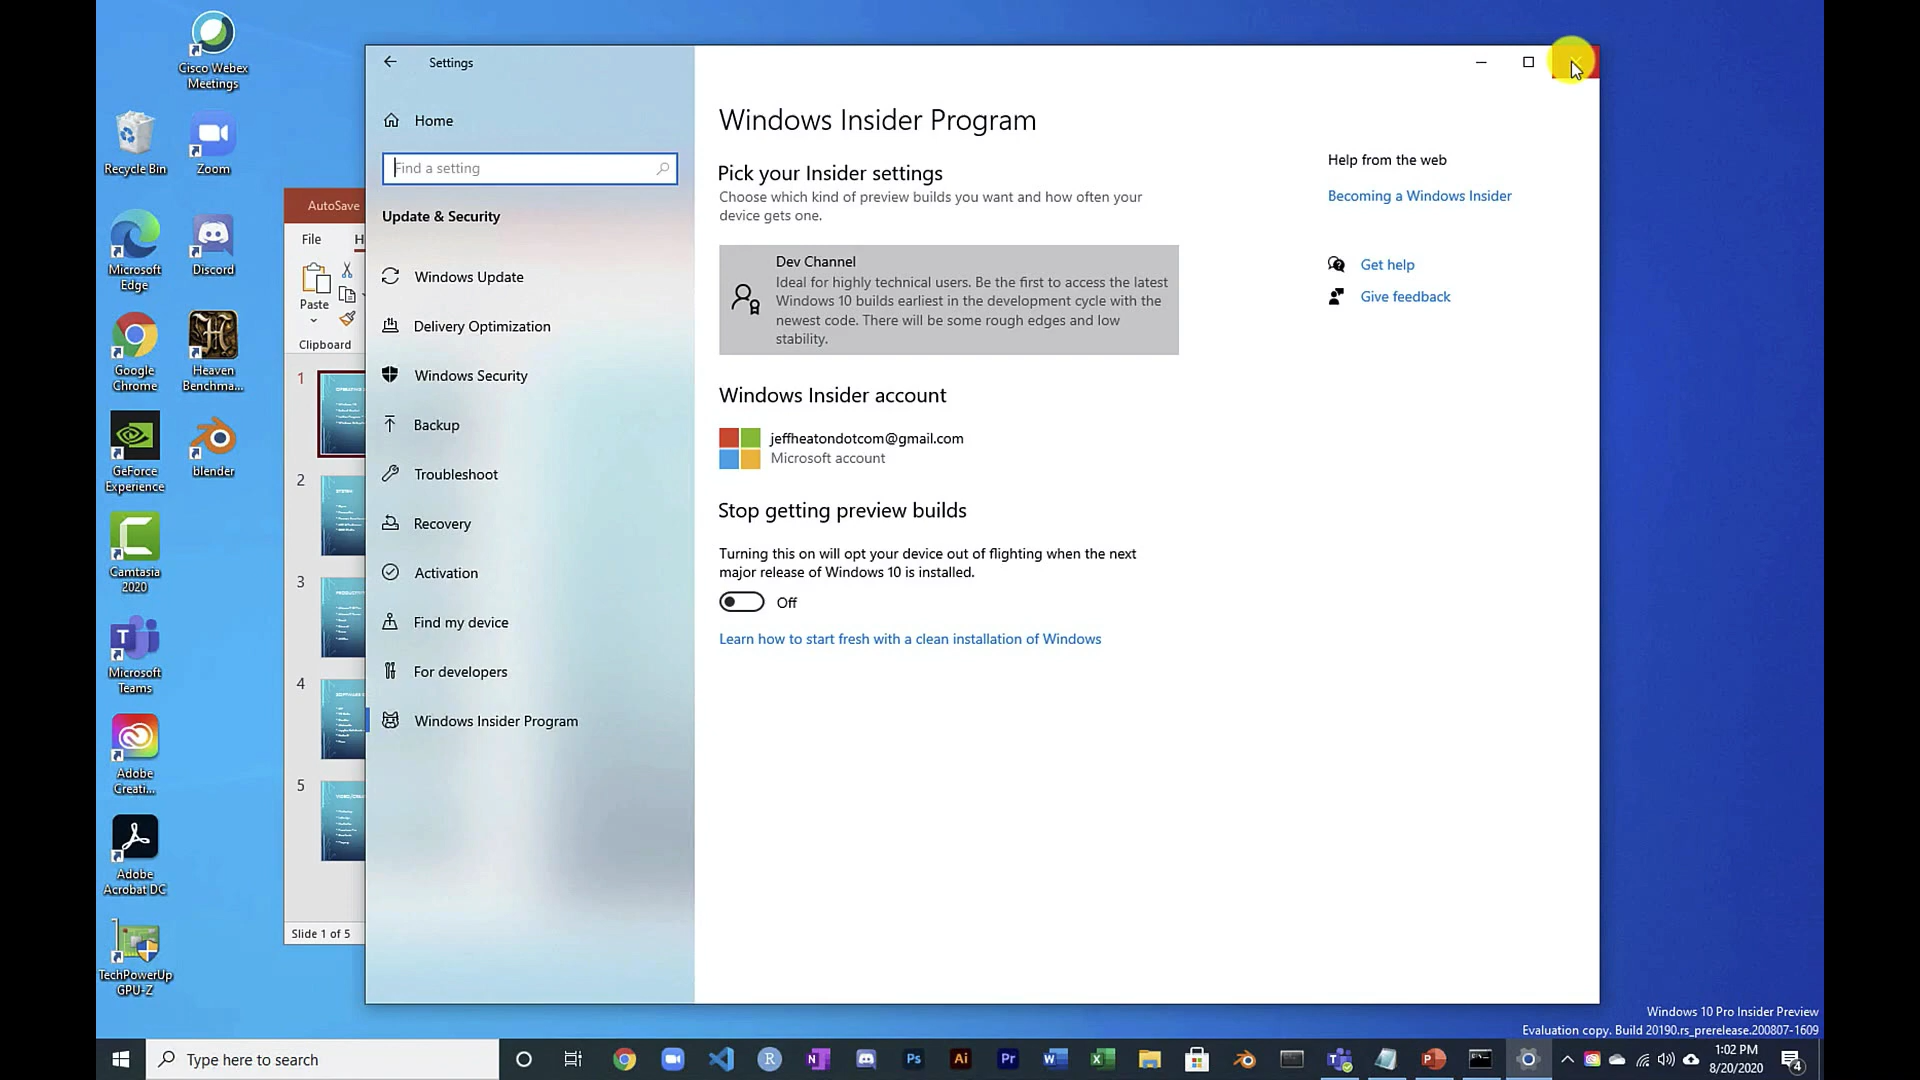 Cisco Webex
Meetings
Recycle Bin
Zoom
Microsoft
Edge
Discord
Google
Chrome
Heaven
Benchma...
GeForce
Experience
blender
Camtasia
2020
Microsoft
Teams
Adobe
Creati...
Adobe
Acrobat DC
TechPowerUp
GPU-Z
AutoSave
File
H
Paste
Clipboard
1
2
3
4
5
Slide 1 of 5
Settings
Home
Find a setting
Update & Security
Windows Update
Delivery Optimization
Windows Security
Backup
Troubleshoot
Recovery
Activation
Find my device
For developers
Windows Insider Program
Windows Insider Program
Pick your Insider settings
Choose which kind of preview builds you want and how often your
device gets one.
Dev Channel
Ideal for highly technical users. Be the first to access the latest
Windows 10 builds earliest in the development cycle with the
newest code. There will be some rough edges and low
stability.
Windows Insider account
jeffheatondotcom@gmail.com
Microsoft account
Stop getting preview builds
Turning this on will opt your device out of flighting when the next
major release of Windows 10 is installed.
Off
Learn how to start fresh with a clean installation of Windows
Help from the web
Becoming a Windows Insider
Get help
Give feedback
Windows 10 Pro Insider Preview
Evaluation copy. Build 20190.rs_prerelease.200807-1609
Type here to search
1:02 PM
8/20/2020
4